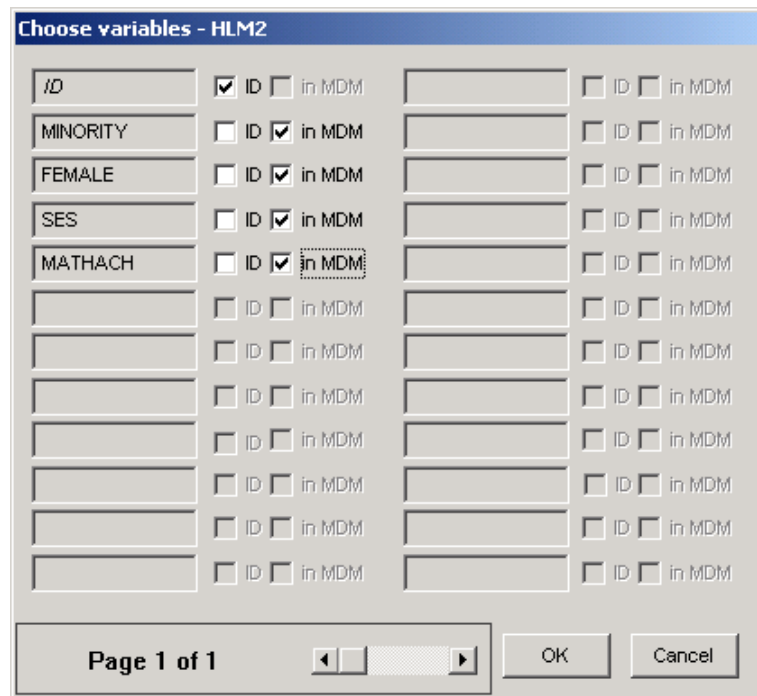 Choose variables - HLM2
ID ID in MDM ID in MDM
MINORITY ID in MDM ID in MDM
FEMALE ID in MDM ID in MDM
SES ID in MDM ID in MDM
MATHACH ID in MDM ID in MDM
ID in MDM ID in MDM
ID in MDM ID in MDM
ID in MDM ID in MDM
ID in MDM ID in MDM
ID in MDM ID in MDM
ID in MDM ID in MDM
ID in MDM ID in MDM
Page 1 of 1 OK Cancel